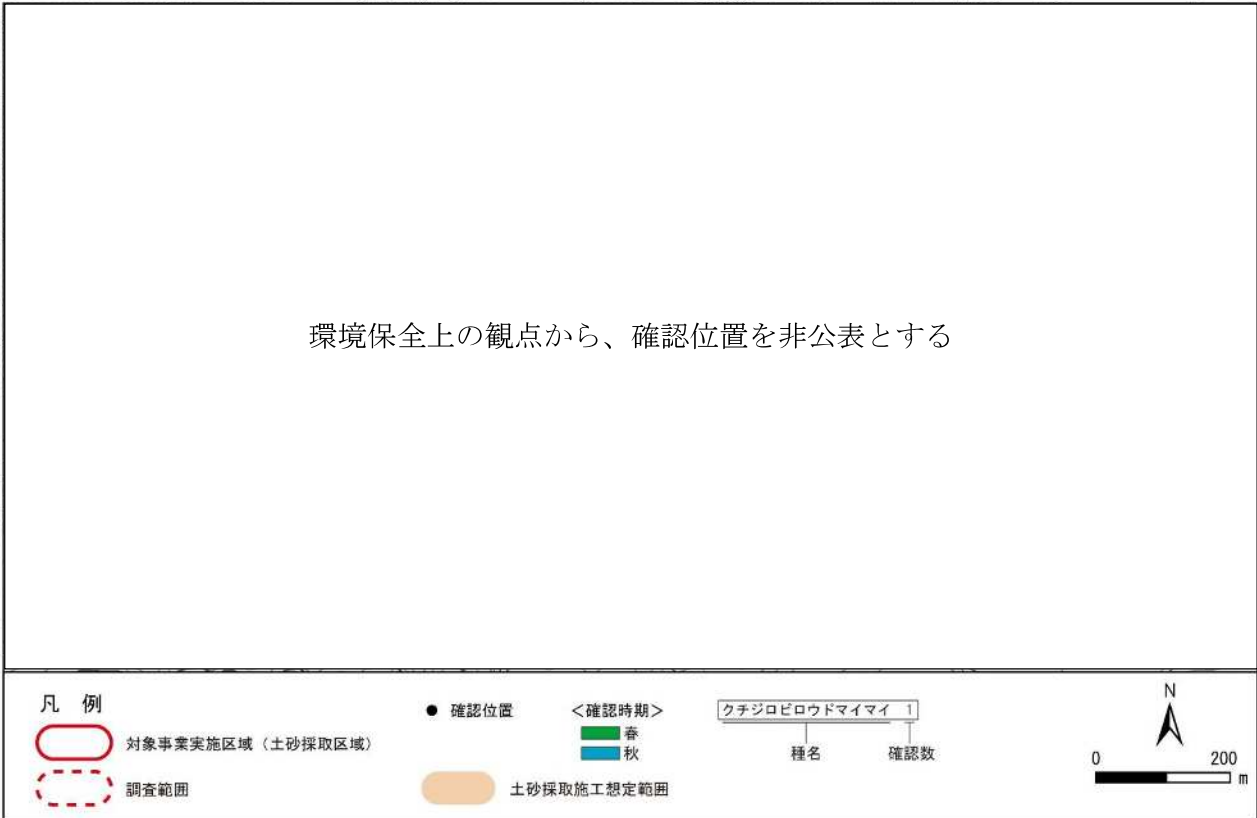 環境保全上の観点から、確認位置を非公表とする
凡 例
対象事業実施区域（土砂採取区域）
調査範囲
● 確認位置
＜確認時期＞
春
秋
土砂採取施工想定範囲
クチジロビロウドマイマイ 1
種名
確認数
N
0 200
m